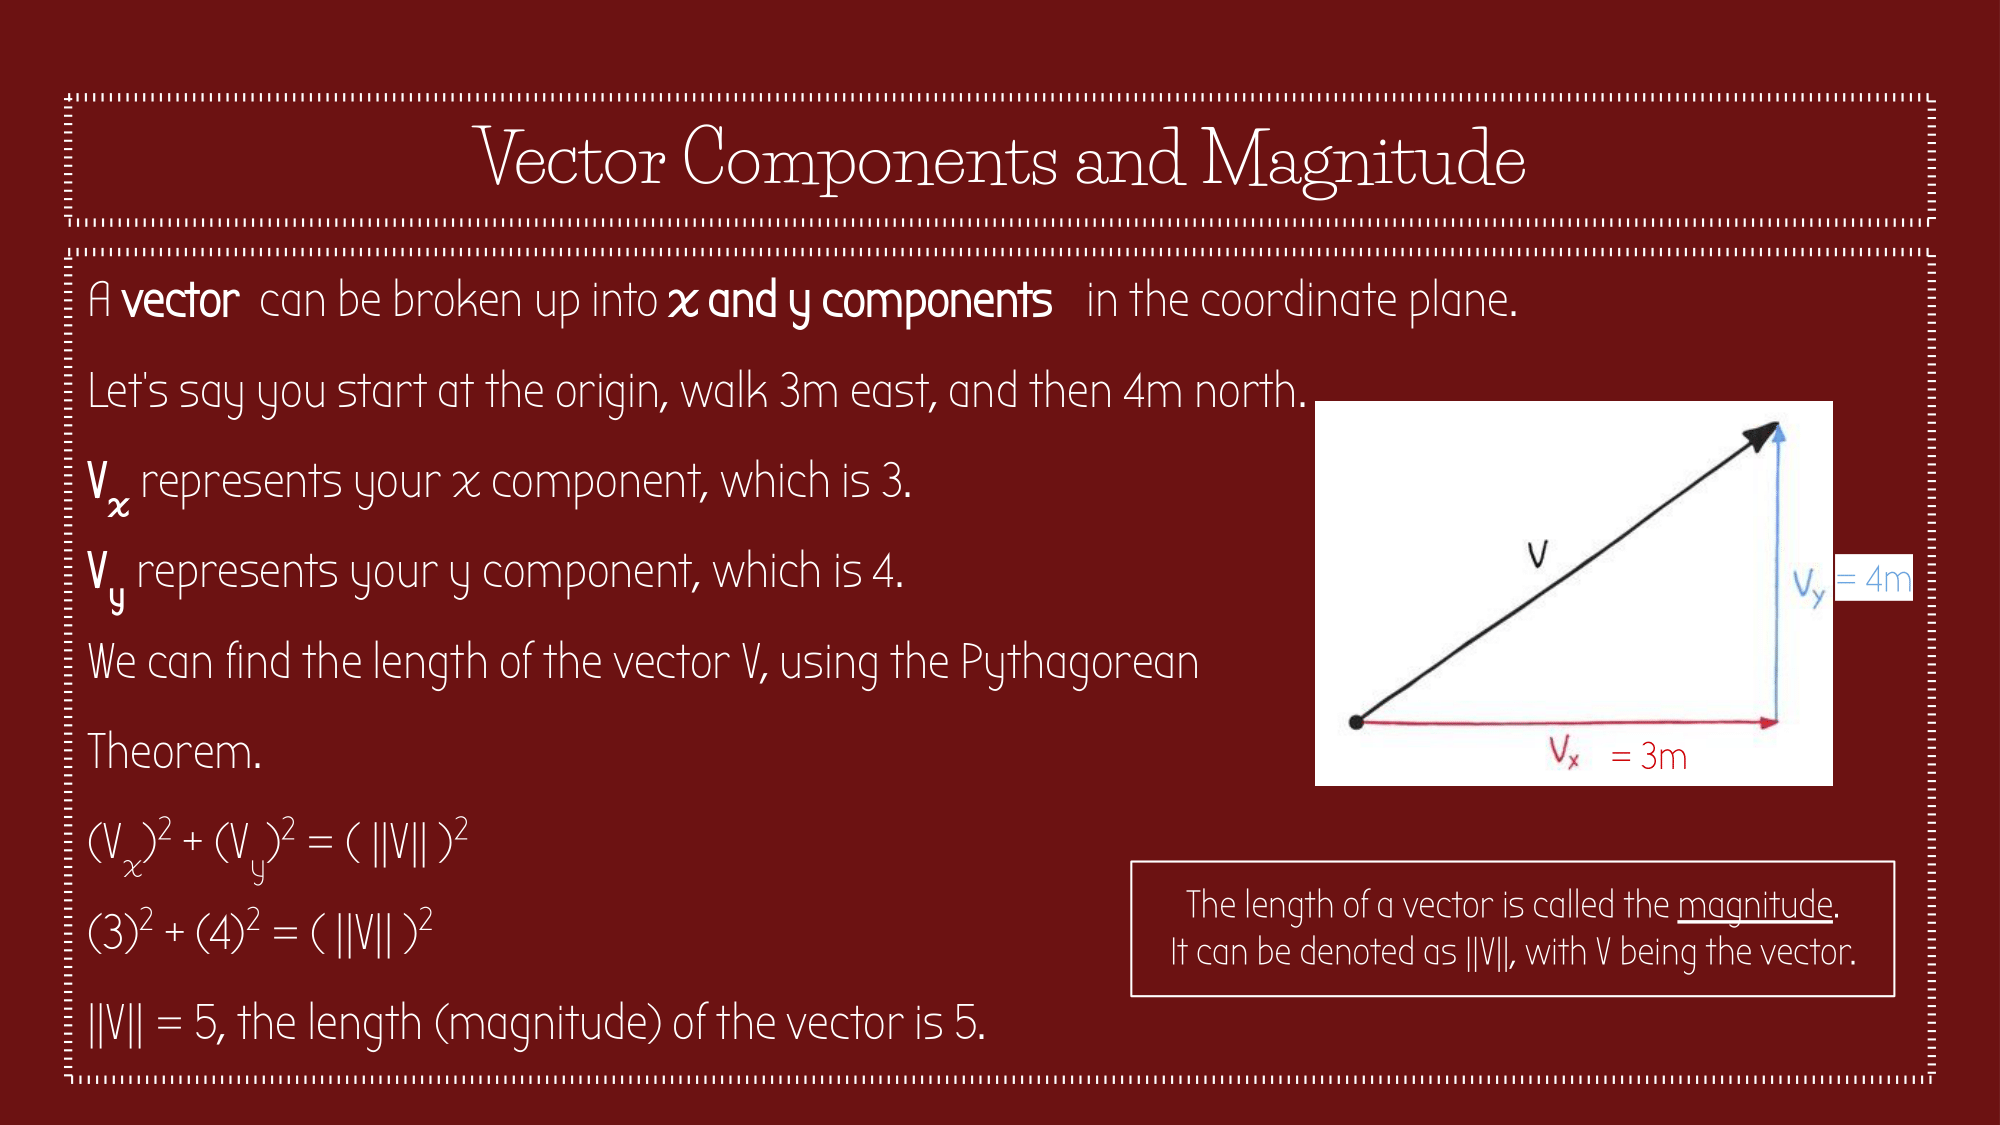 Vector Components and Magnitude
A vector can be broken up into x and y components in the coordinate plane.
Let's say you start at the origin, walk 3m east, and then 4m north.
Vₓ represents your x component, which is 3.
V_y represents your y component, which is 4.
We can find the length of the vector V, using the Pythagorean
Theorem.
(Vₓ)² + (V_y)² = ( ||V|| )²
(3)² + (4)² = ( ||V|| )²
||V|| = 5, the length (magnitude) of the vector is 5.
V
V_y = 4m
Vₓ = 3m
The length of a vector is called the magnitude.
It can be denoted as ||V||, with V being the vector.